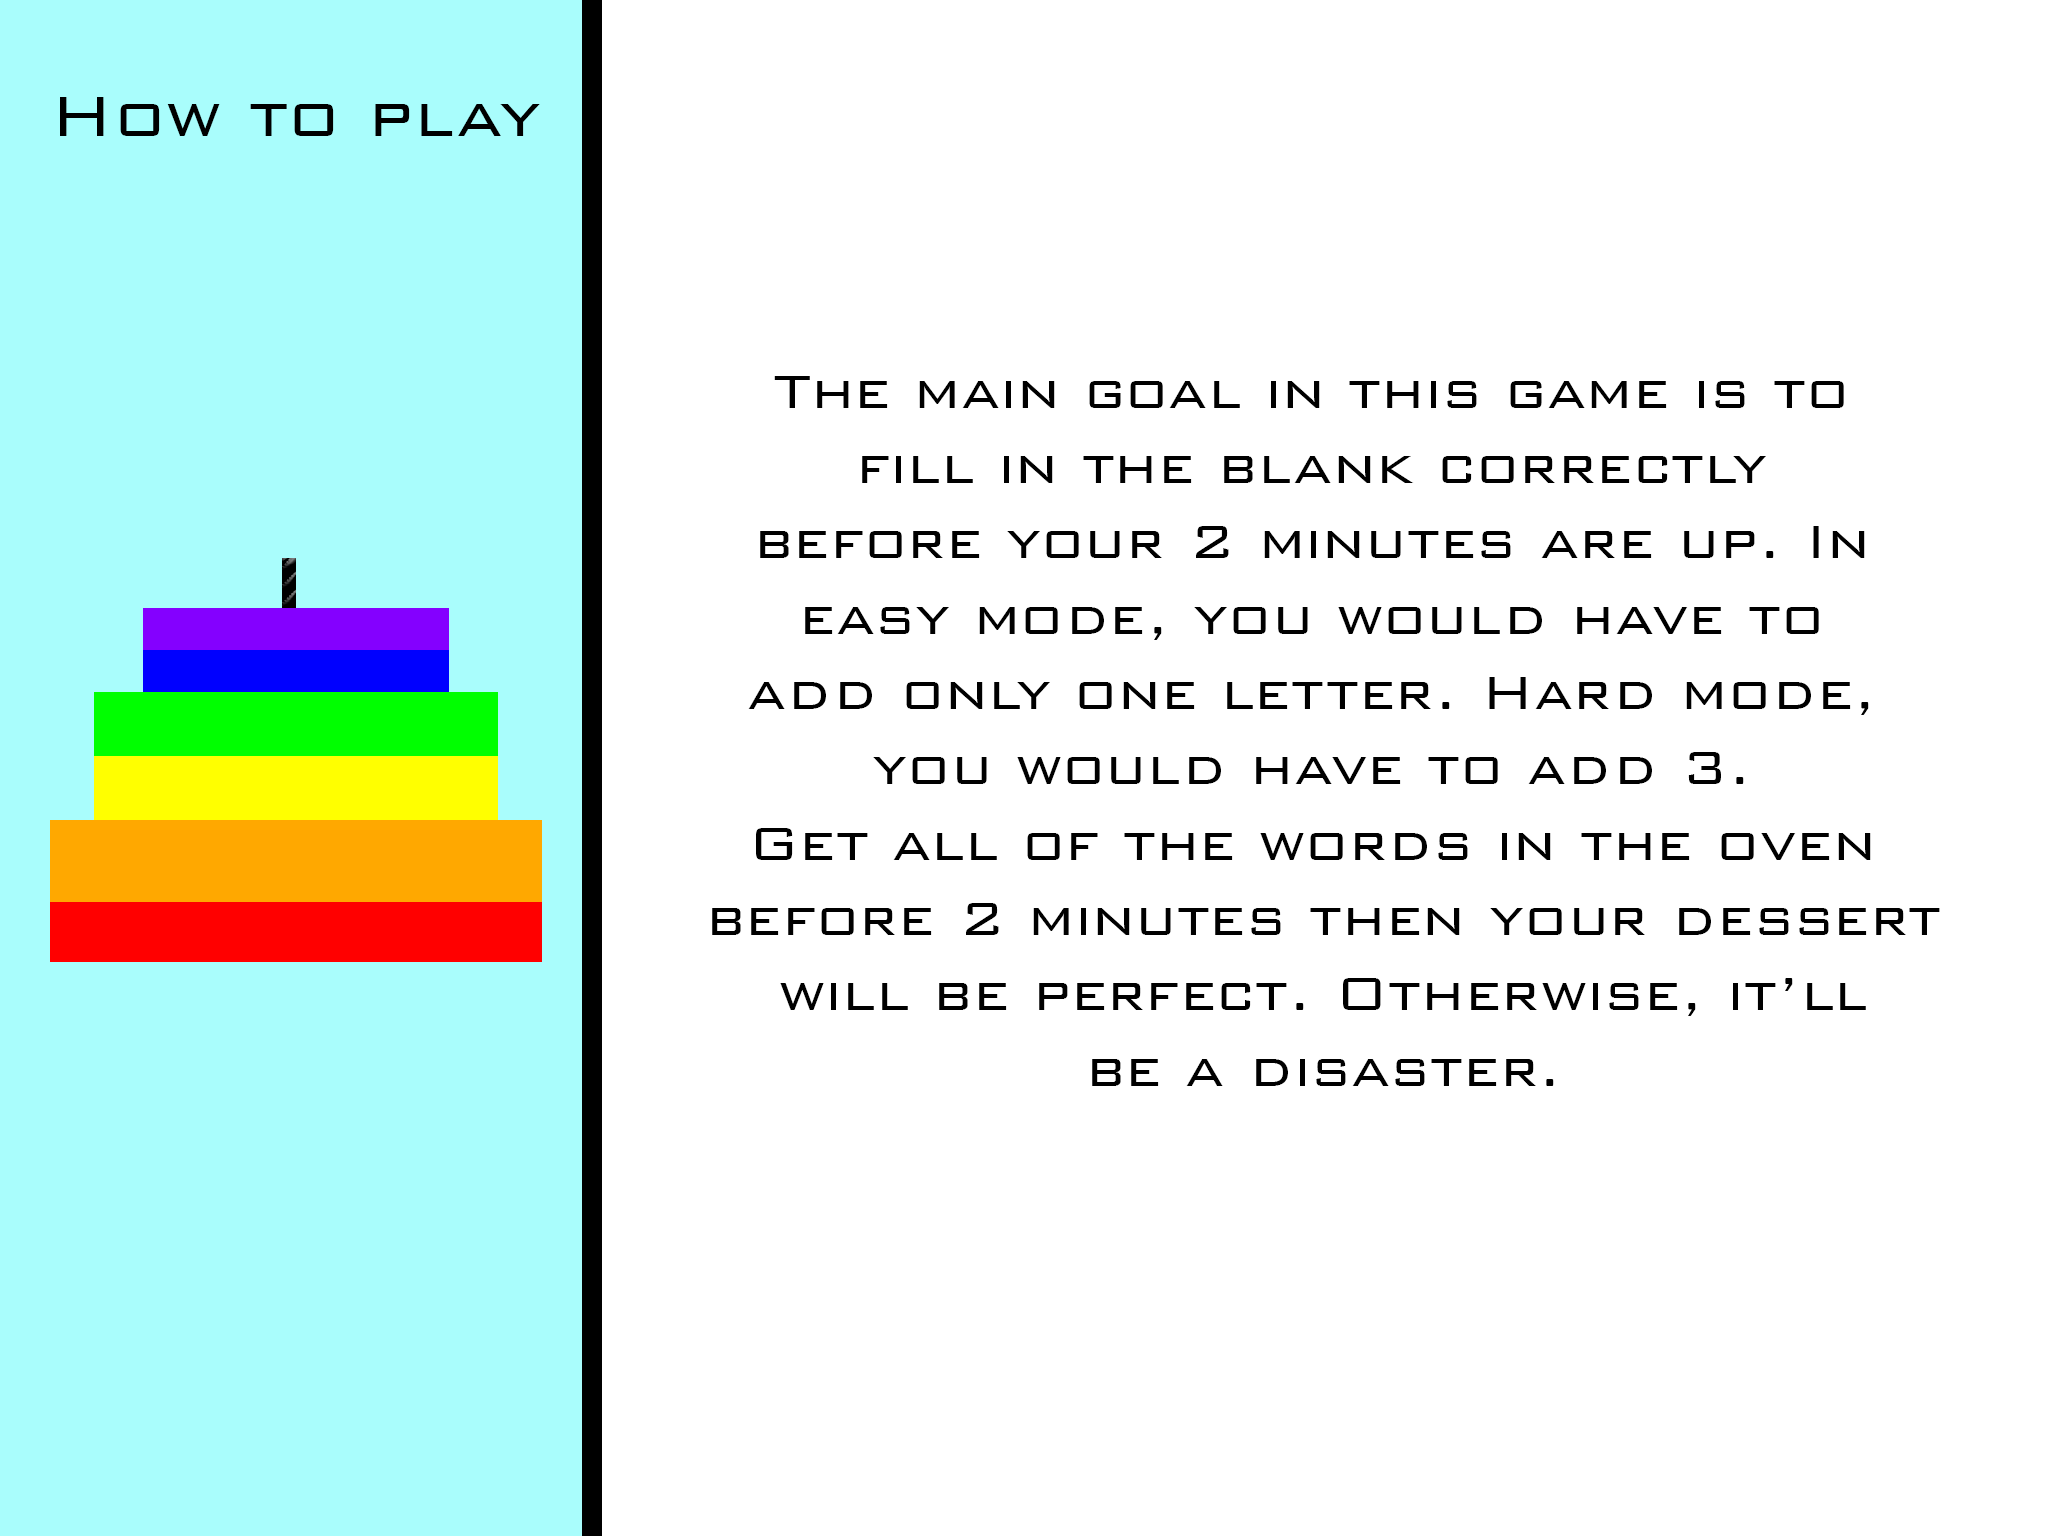 How to play
The main goal in this game is to
fill in the blank correctly
before your 2 minutes are up. In
easy mode, you would have to
add only one letter. Hard mode,
you would have to add 3.
Get all of the words in the oven
before 2 minutes then your dessert
will be perfect. Otherwise, it’ll
be a disaster.